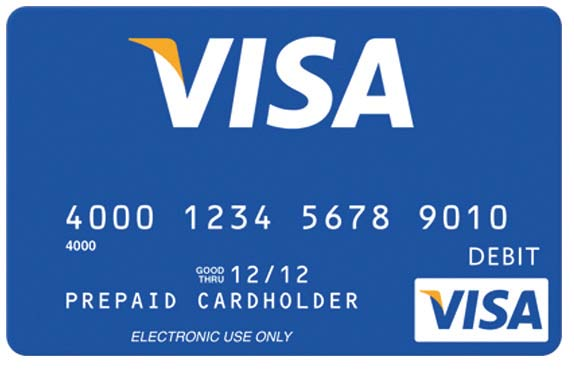 VISA
4000 1234 5678 9010
4000
DEBIT
GOOD THRU 12/12
PREPAID CARDHOLDER
VISA
ELECTRONIC USE ONLY